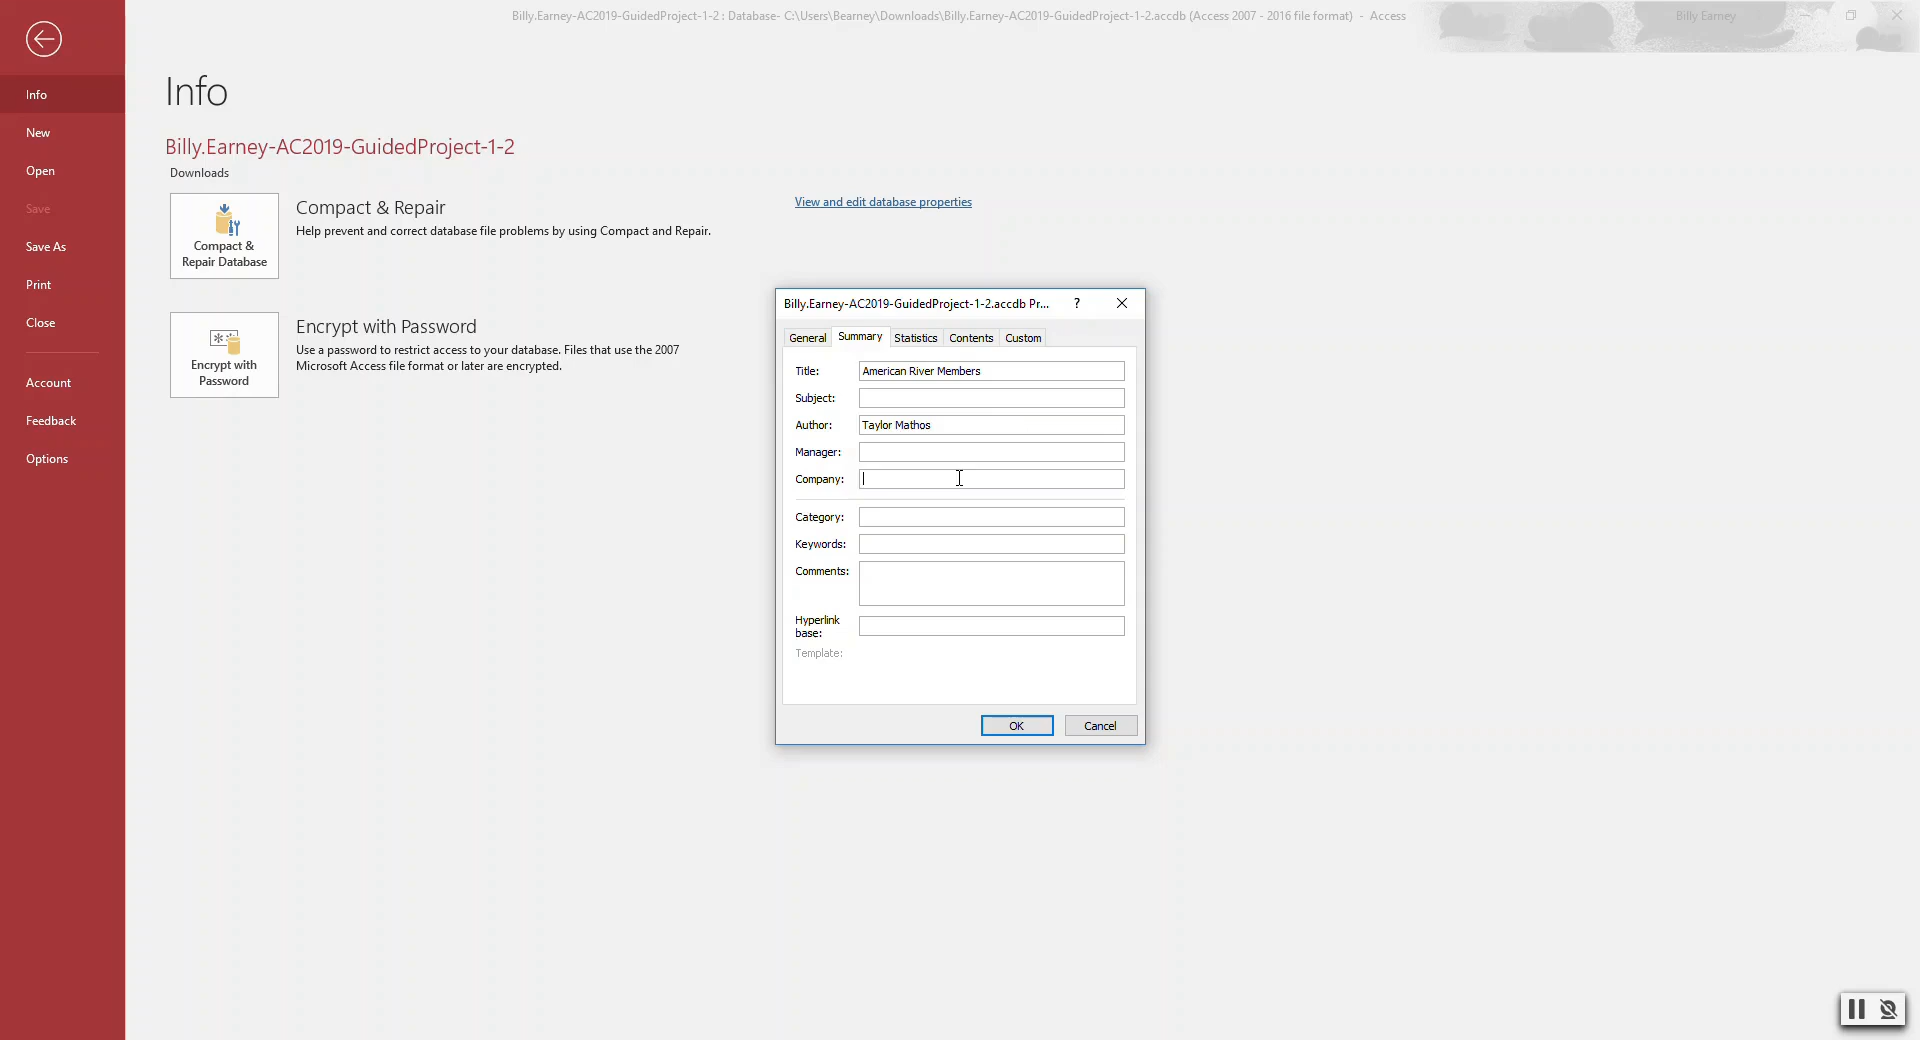 Billy.Earney-AC2019-GuidedProject-1-2 : Database- C:\Users\Bearney\Downloads\Billy.Earney-AC2019-GuidedProject-1-2.accdb (Access 2007 - 2016 file format) - Access
Billy Earney
Info
New
Open
Save
Save As
Print
Close
Account
Feedback
Options
Info
Billy.Earney-AC2019-GuidedProject-1-2
Downloads
Compact &
Repair Database
Compact & Repair
Help prevent and correct database file problems by using Compact and Repair.
View and edit database properties
Encrypt with
Password
Encrypt with Password
Use a password to restrict access to your database. Files that use the 2007
Microsoft Access file format or later are encrypted.
Billy.Earney-AC2019-GuidedProject-1-2.accdb Pr... ?
General Summary Statistics Contents Custom
Title: American River Members
Subject:
Author: Taylor Mathos
Manager:
Company:
Category:
Keywords:
Comments:
Hyperlink
base:
Template:
OK Cancel